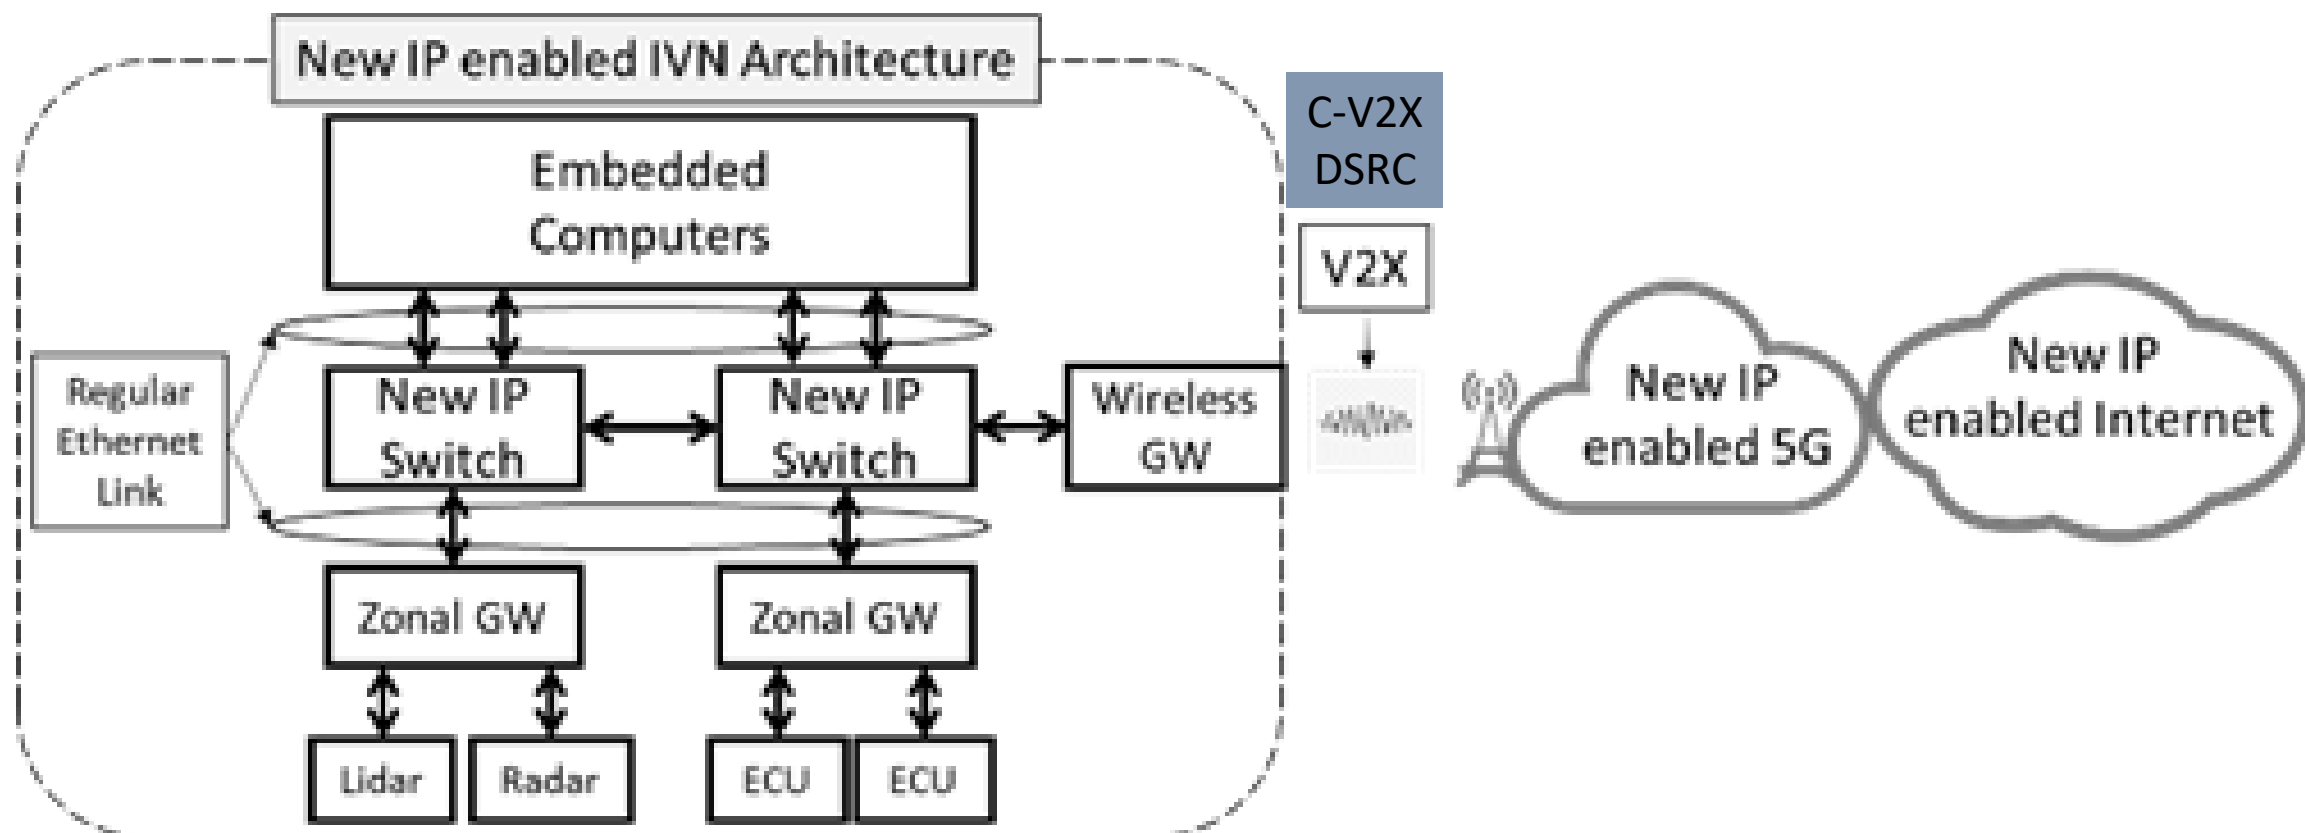 New IP enabled IVN Architecture
Embedded
Computers
C-V2X
DSRC
V2X
Regular
Ethernet
Link
New IP
Switch
New IP
Switch
Wireless
GW
New IP
enabled 5G
New IP
enabled Internet
Zonal GW
Zonal GW
Lidar
Radar
ECU
ECU